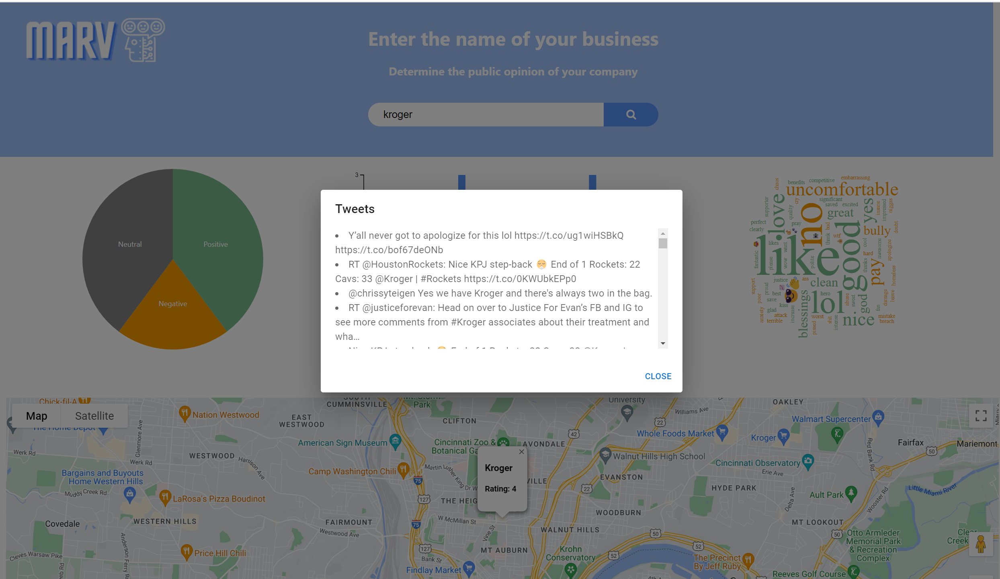 MARV
Enter the name of your business
Determine the public opinion of your company
kroger
Neutral
Positive
Negative
3
Tweets
• Y’all never got to apologize for this lol https://t.co/ug1wiHSBkQ
https://t.co/bof67deONb
• RT @HoustonRockets: Nice KPJ step-back 😤 End of 1 Rockets: 22
Cavs: 33 @Kroger | #Rockets https://t.co/0KWUbkEPp0
• @chrissyteigen Yes we have Kroger and there's always two in the bag.
• RT @justiceforevan: Head on over to Justice For Evan’s FB and IG to
see more comments from #Kroger associates about their treatment and
wha…
CLOSE
chaos
benefits
competitive
embarrassing
uncomfortable
supporter
love
quality
cry
significant
saved
excited
no
great
yes
insane
impressed
niggas
perfect
pray
clearly
likes
want
thank
bad
wtf
good
bully
doubt
cool
awesome
apologize
like
fantastic
please
wow
polite
hard
thanks
pay
homeless
support
justice
ass
clean
proud
best
poor
save
kiss
blessings
lol
hero
abuse
sweet
god
fan
damage
leave
anxiety
glad
attack
terrible
increase
pissed
worst
shit
intense
nice
mistake
breach
Map
Satellite
Chick-fil-A
The Home Depot
Nation Westwood
EAST
WESTWOOD
SOUTH
CUMMINSVILLE
Mt. Storm
Park
CLIFTON
University
Williams Ave
OAKLEY
Walmart Supercenter
Whole Foods Market
Kroger
Fairfax
Mariemont
Glenmore Ave
Werk Rd
WESTWOOD
Harrison Ave
Werk Rd
American Sign Museum
Cincinnati Zoo &
Botanical Ga
AVONDALE
42
22
Walnut Hills High School
Cincinnati Observatory
Erie Ave
Red Bank Rd
50
Bargains and Buyouts
Home Western Hills
Muddy Creek Rd
LaRosa's Pizza Boudinot
Camp Washington Chili
75
Martin Luther King Dr W
Kroger
Rating: 4
VILLE
EVANSTON
22
HYDE PARK
Delta Ave
Ault Park
Wooster Rd
Little Miami River
127
THE HEIG
WOODBURN
Covedale
WESTERN HILLS
FAIRMOUNT
Westwood Ave
75
W McMillan St
Vine St
WALNUT HILLS
50
MT LOOKOUT
50
Otto Armleder
Memorial Park
& Recreation
Complex
Clear
Creek
Anderson Ferry Rd
Price Hill Chili
Cleves Warsaw Pike
127
Bank St
MT AUBURN
Findlay Market
Krohn
Conservatory
52
52
The Precinct
By Jeff Ruby
Reeves Golf Course